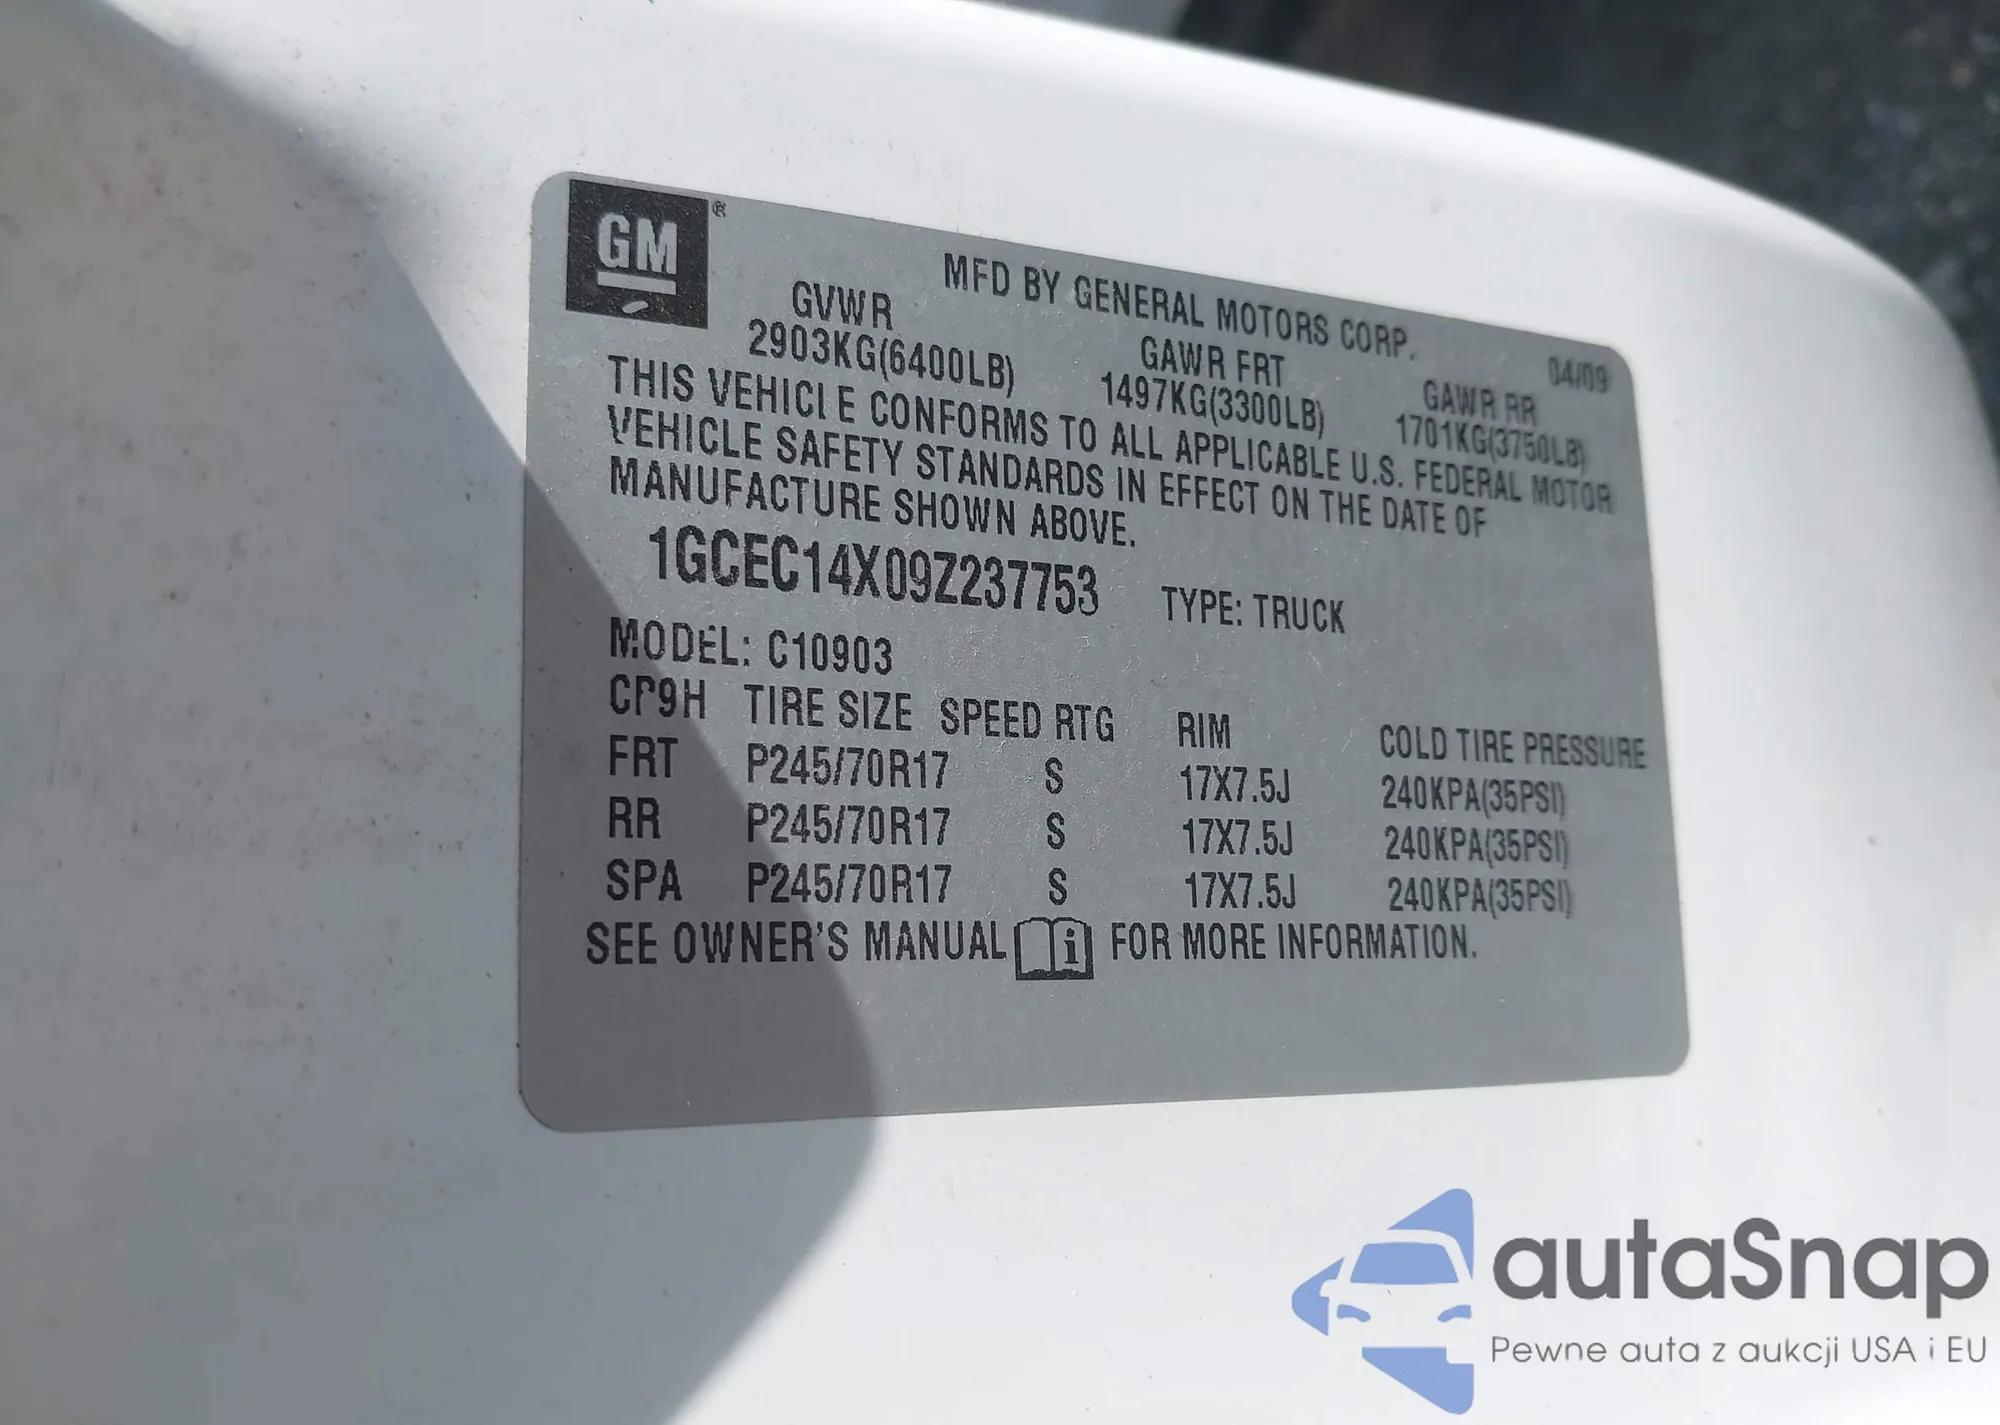 GM®
MFD BY GENERAL MOTORS CORP.
04/09
GVWR GAWR FRT GAWR RR
2903KG(6400LB) 1497KG(3300LB) 1701KG(3750LB)
THIS VEHICLE CONFORMS TO ALL APPLICABLE U.S. FEDERAL MOTOR
VEHICLE SAFETY STANDARDS IN EFFECT ON THE DATE OF
MANUFACTURE SHOWN ABOVE.
1GCEC14X09Z237753 TYPE: TRUCK
MODEL: C10903
CP9H TIRE SIZE SPEED RTG RIM COLD TIRE PRESSURE
FRT P245/70R17 S 17X7.5J 240KPA(35PSI)
RR P245/70R17 S 17X7.5J 240KPA(35PSI)
SPA P245/70R17 S 17X7.5J 240KPA(35PSI)
SEE OWNER'S MANUAL i FOR MORE INFORMATION.
autaSnap
Pewne auta z aukcji USA i EU